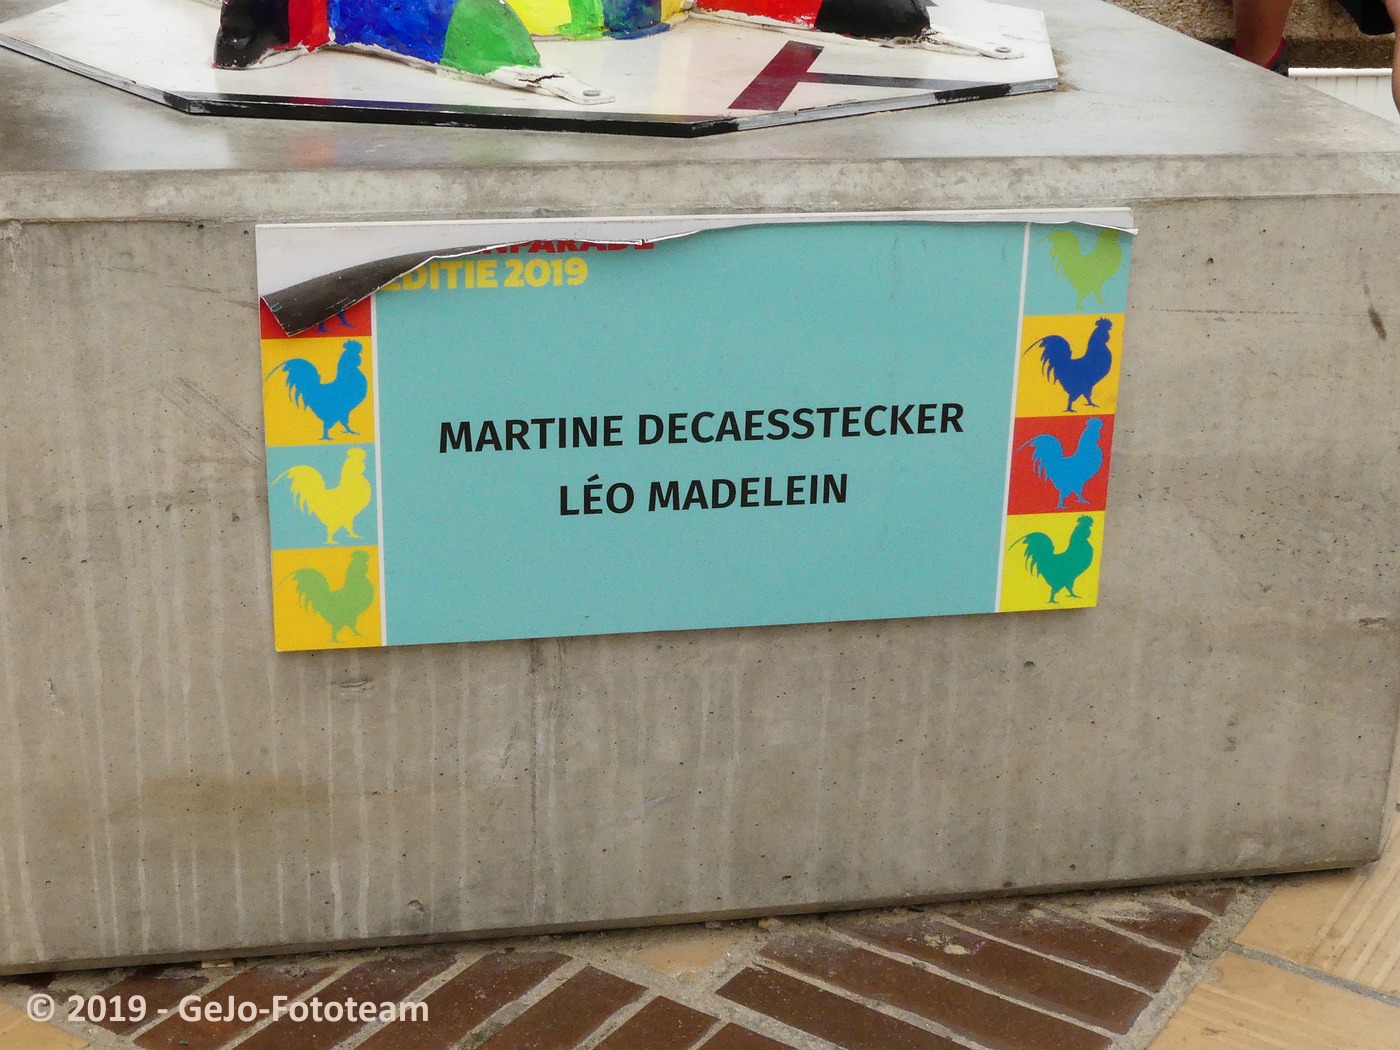 EDITIE 2019
MARTINE DECAESSTECKER
LÉO MADELEIN
© 2019 - GeJo-Fototeam